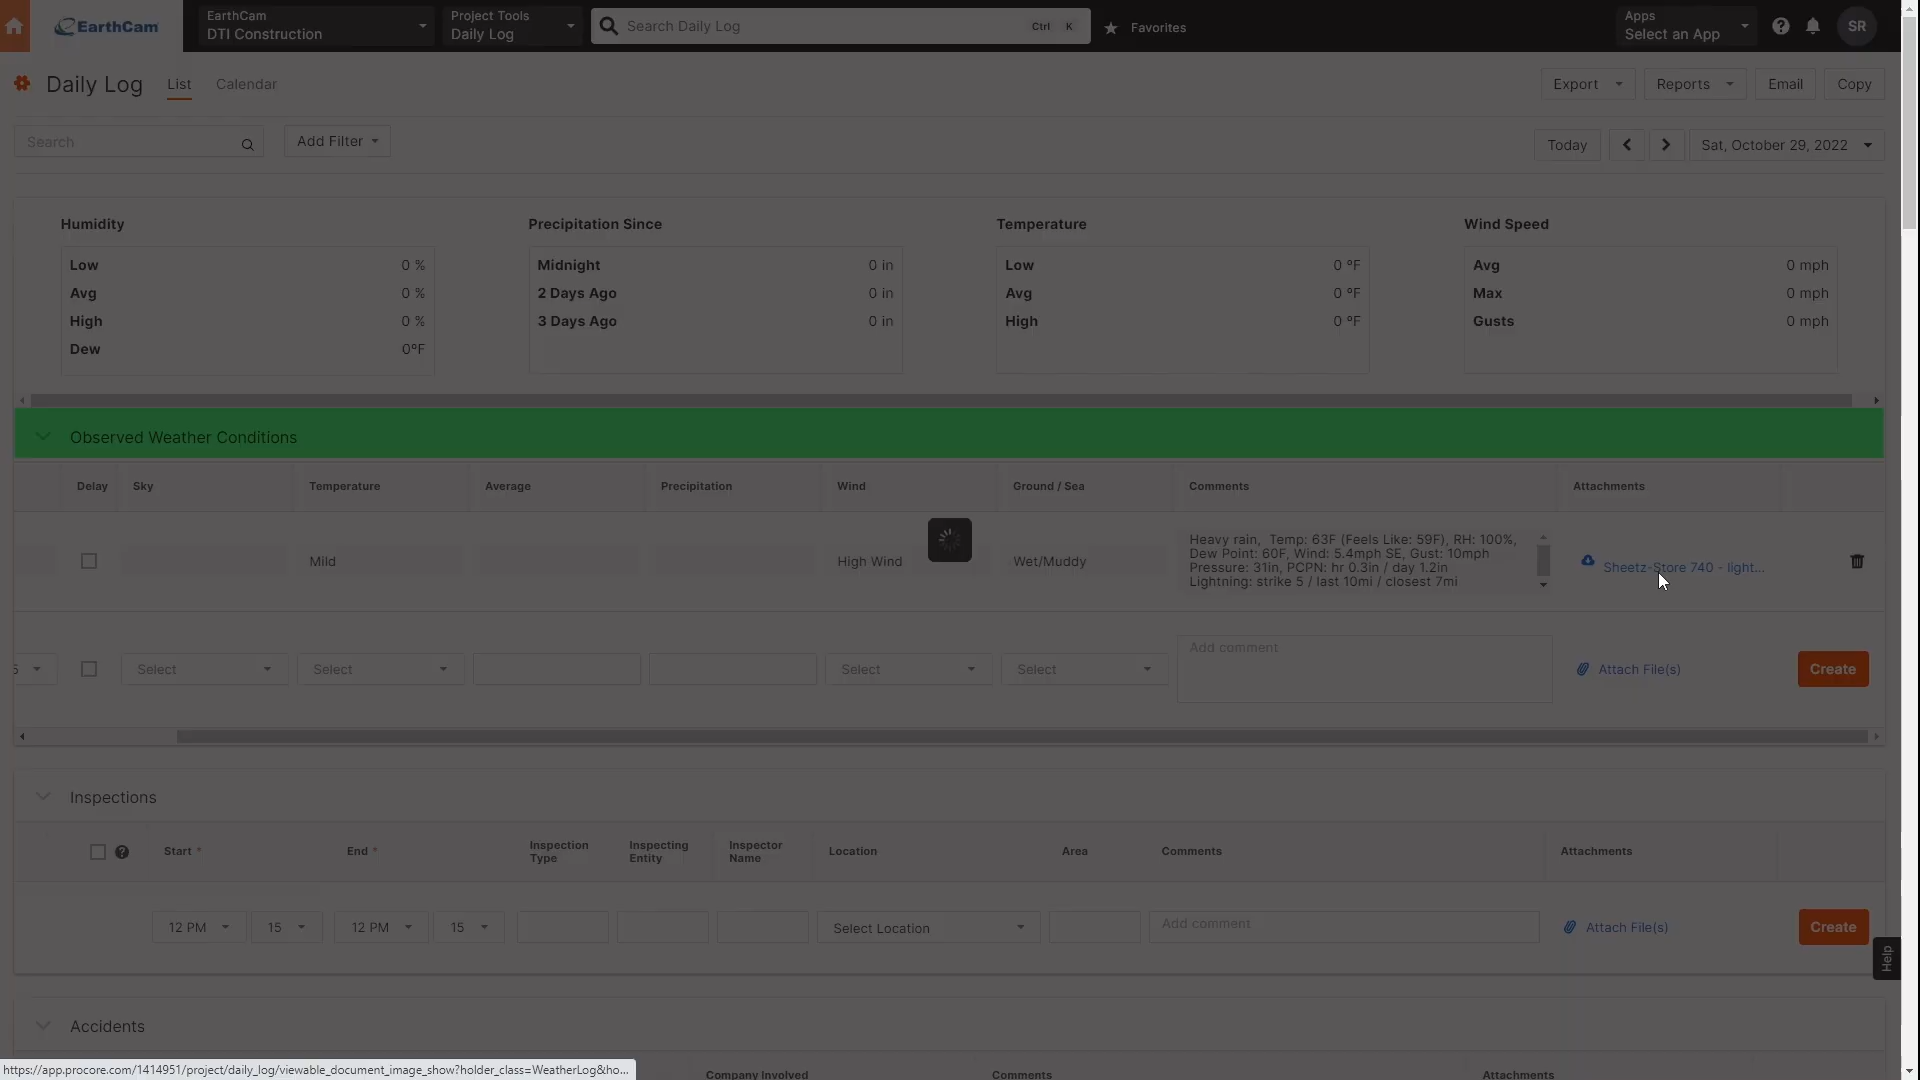 EarthCam
EarthCam
DTI Construction
Project Tools
Daily Log
Search Daily Log
Ctrl K
Favorites
Apps
Select an App
SR
Daily Log
List
Calendar
Export
Reports
Email
Copy
Search
Add Filter
Today
Sat, October 29, 2022
Humidity
Low 0 %
Avg 0 %
High 0 %
Dew 0ºF
Precipitation Since
Midnight 0 in
2 Days Ago 0 in
3 Days Ago 0 in
Temperature
Low 0 ºF
Avg 0 ºF
High 0 ºF
Wind Speed
Avg 0 mph
Max 0 mph
Gusts 0 mph
Observed Weather Conditions
Delay Sky Temperature Average Precipitation Wind Ground / Sea Comments Attachments
Mild
High Wind
Wet/Muddy
Heavy rain, Temp: 63F (Feels Like: 59F), RH: 100%,
Dew Point: 60F, Wind: 5.4mph SE, Gust: 10mph
Pressure: 31in, PCPN: hr 0.3in / day 1.2in
Lightning: strike 5 / last 10mi / closest 7mi
Sheetz-Store 740 - light...
Select
Select
Select
Select
Add comment
Attach File(s)
Create
Inspections
Start *
End *
Inspection
Type
Inspecting
Entity
Inspector
Name
Location
Area
Comments
Attachments
12 PM
15
12 PM
15
Select Location
Add comment
Attach File(s)
Create
Help
Accidents
Company Involved
Comments
Attachments
https://app.procore.com/1414951/project/daily_log/viewable_document_image_show?holder_class=WeatherLog&ho...